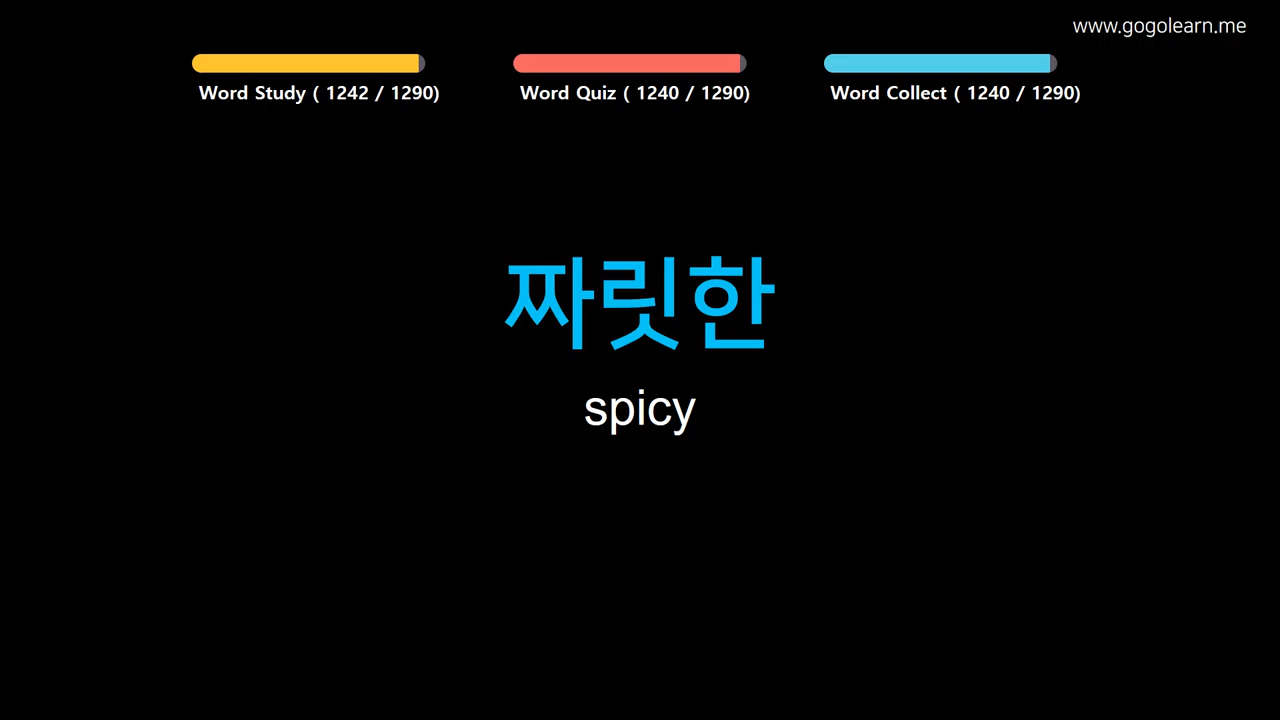 www.gogolearn.me
Word Study ( 1242 / 1290)
Word Quiz ( 1240 / 1290)
Word Collect ( 1240 / 1290)
짜릿한
spicy